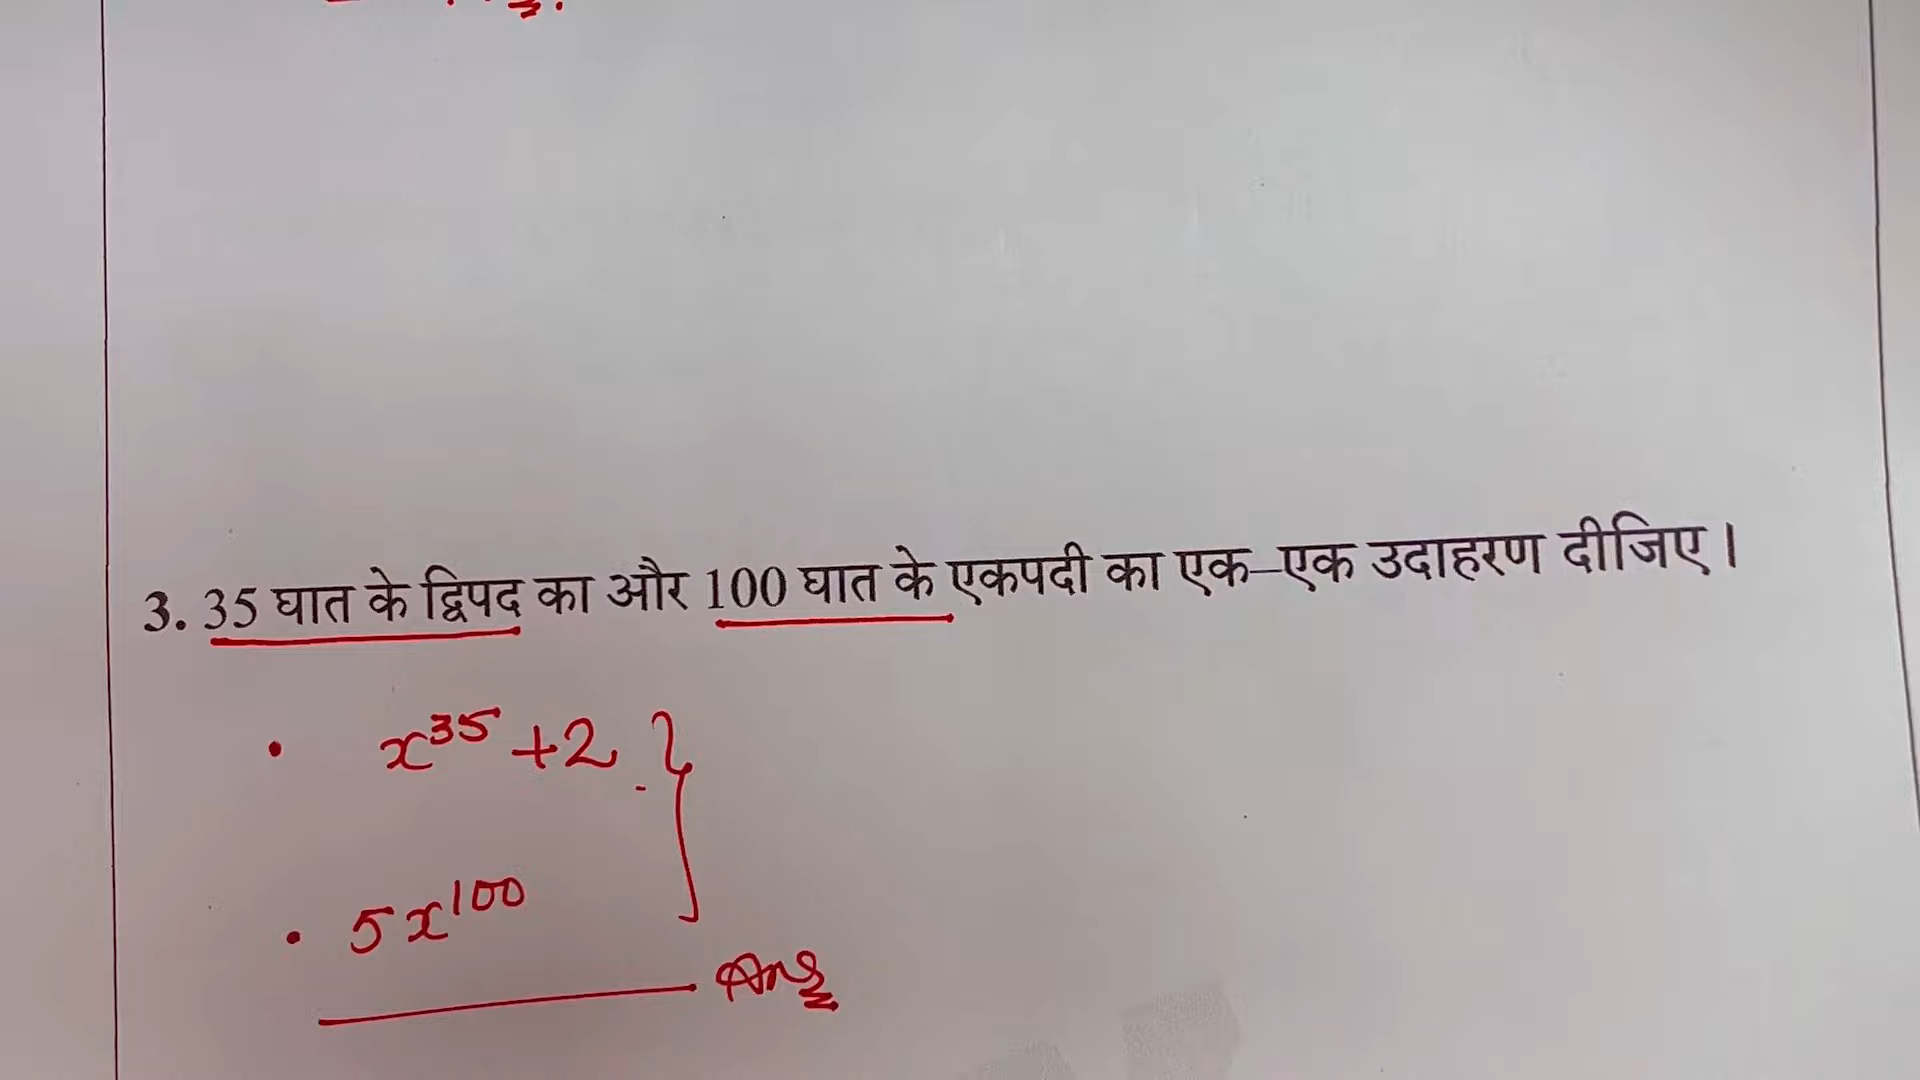 3. 35 घात के द्विपद का और 100 घात के एकपदी का एक–एक उदाहरण दीजिए।
• x³⁵ + 2
• 5x¹⁰⁰
Ans